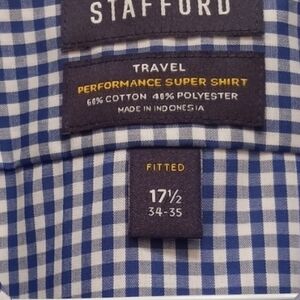 STAFFORD
TRAVEL
PERFORMANCE SUPER SHIRT
60% COTTON 40% POLYESTER
MADE IN INDONESIA
FITTED
17½
34-35